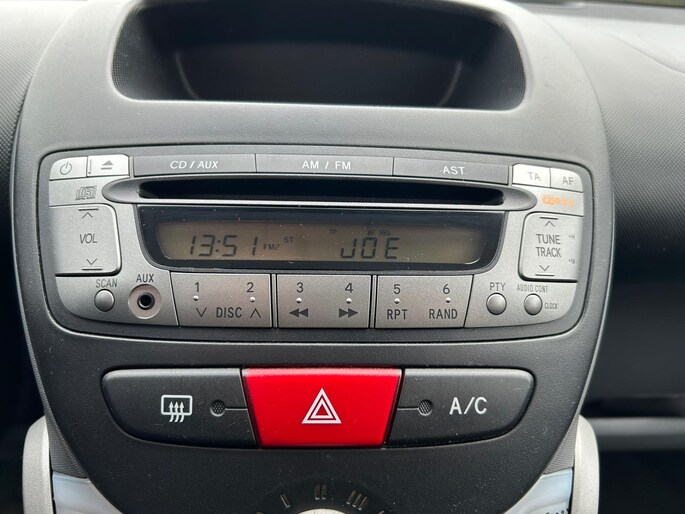 CD / AUX AM / FM AST TA AF
VOL 13:51 FM2 ST JOE TUNE TRACK
SCAN AUX 1 2 3 4 5 6 PTY AUDIO CONT
DISC RPT RAND CLOCK
A/C